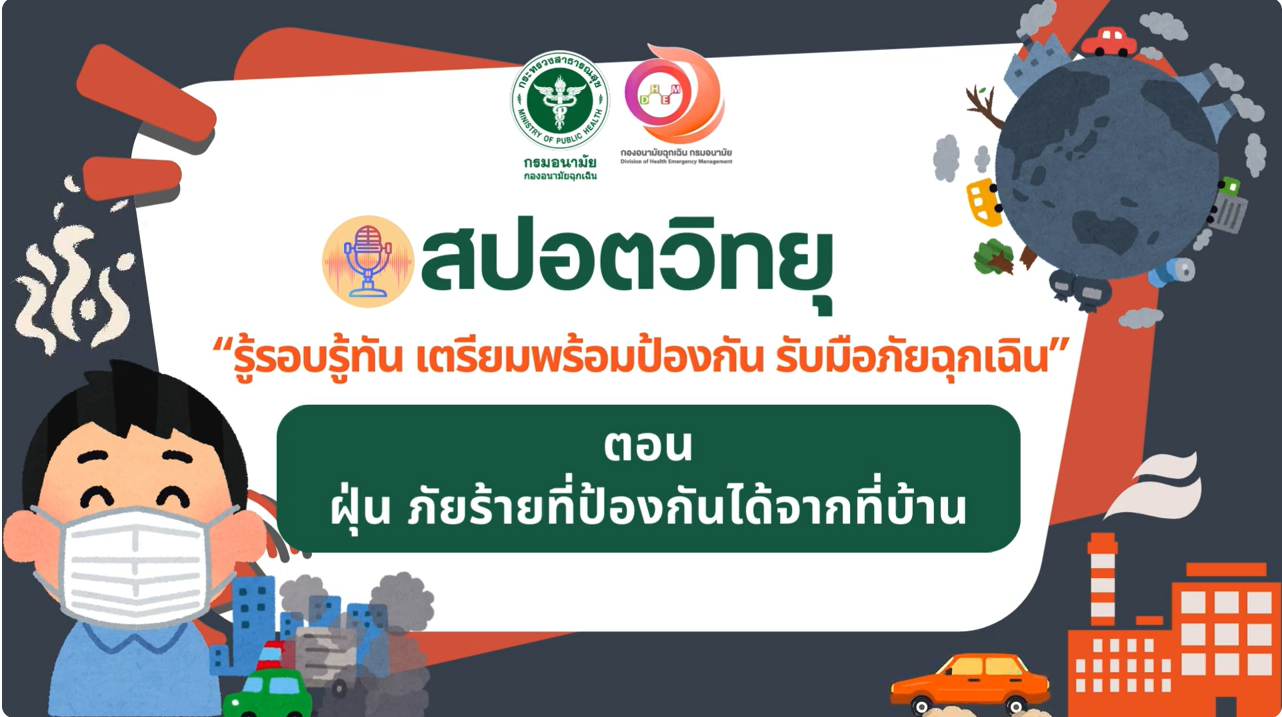 กระทรวงสาธารณสุข
MINISTRY OF PUBLIC HEALTH
กรมอนามัย
กองอนามัยฉุกเฉิน
DHEM
กองอนามัยฉุกเฉิน กรมอนามัย
Division of Health Emergency Management
สปอตวิทยุ
“รู้รอบรู้ทัน เตรียมพร้อมป้องกัน รับมือภัยฉุกเฉิน”
ตอน
ฝุ่น ภัยร้ายที่ป้องกันได้จากที่บ้าน